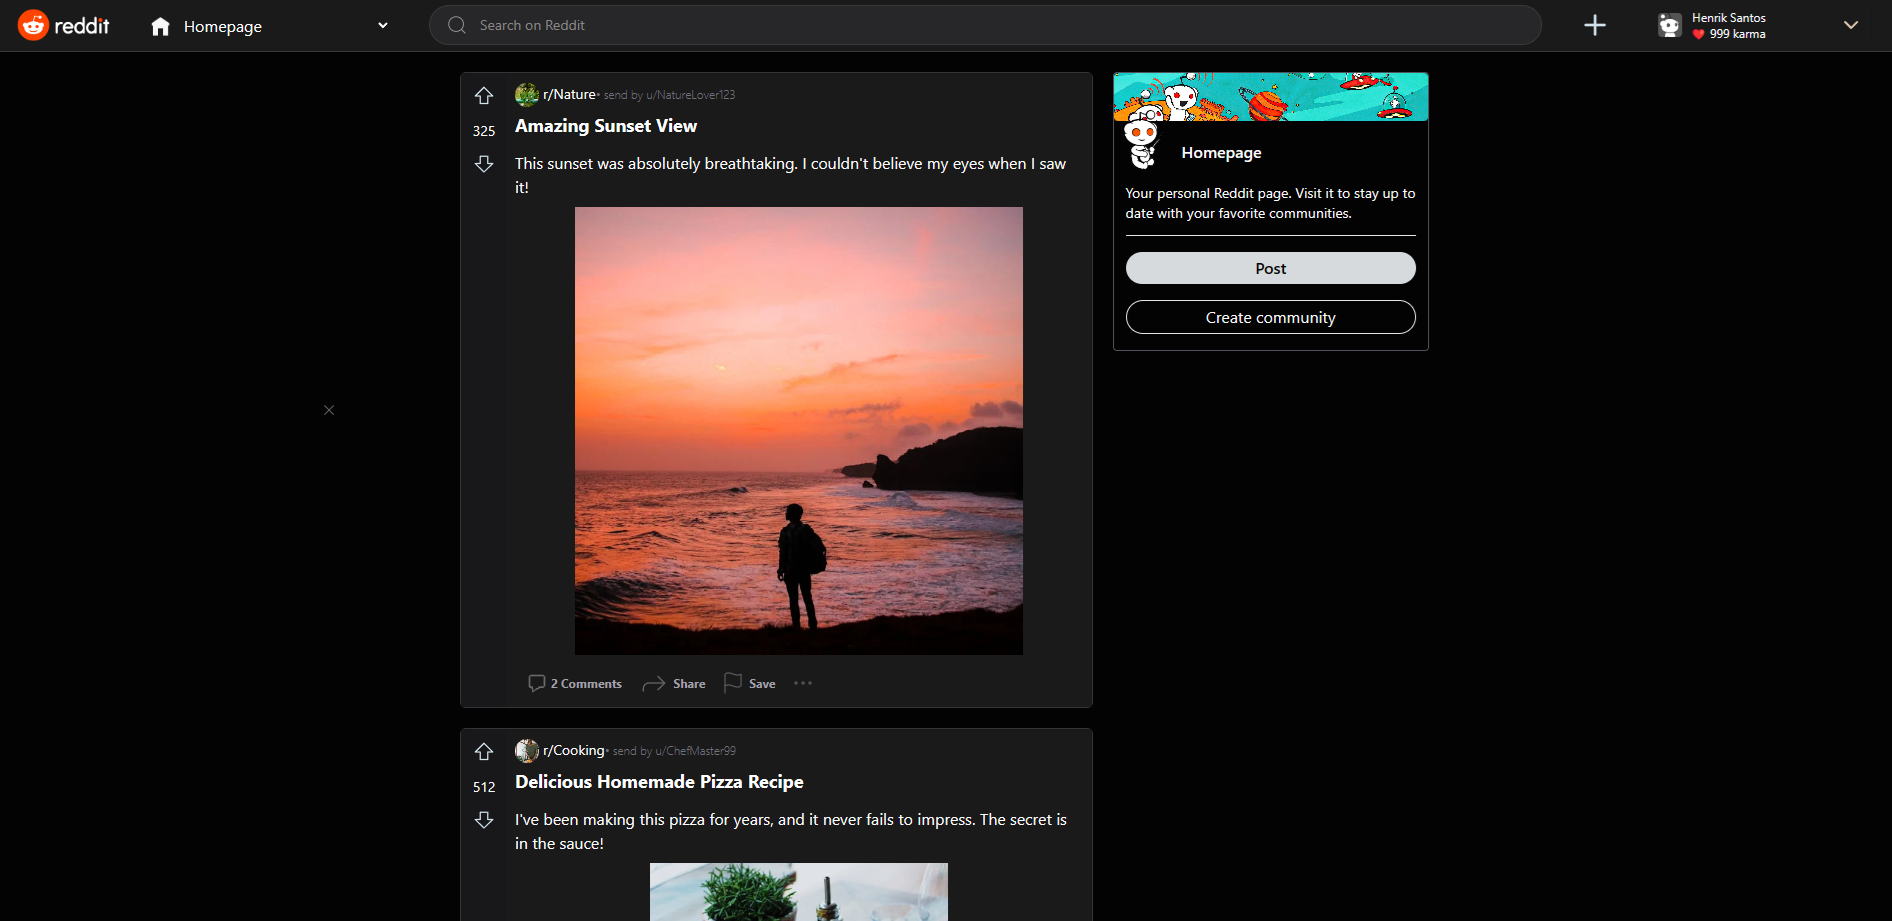 reddit
Homepage
Search on Reddit
Henrik Santos
999 karma
r/Nature• send by u/NatureLover123
325
Amazing Sunset View
This sunset was absolutely breathtaking. I couldn't believe my eyes when I saw
it!
2 Comments
Share
Save
r/Cooking• send by u/ChefMaster99
512
Delicious Homemade Pizza Recipe
I've been making this pizza for years, and it never fails to impress. The secret is
in the sauce!
Homepage
Your personal Reddit page. Visit it to stay up to
date with your favorite communities.
Post
Create community